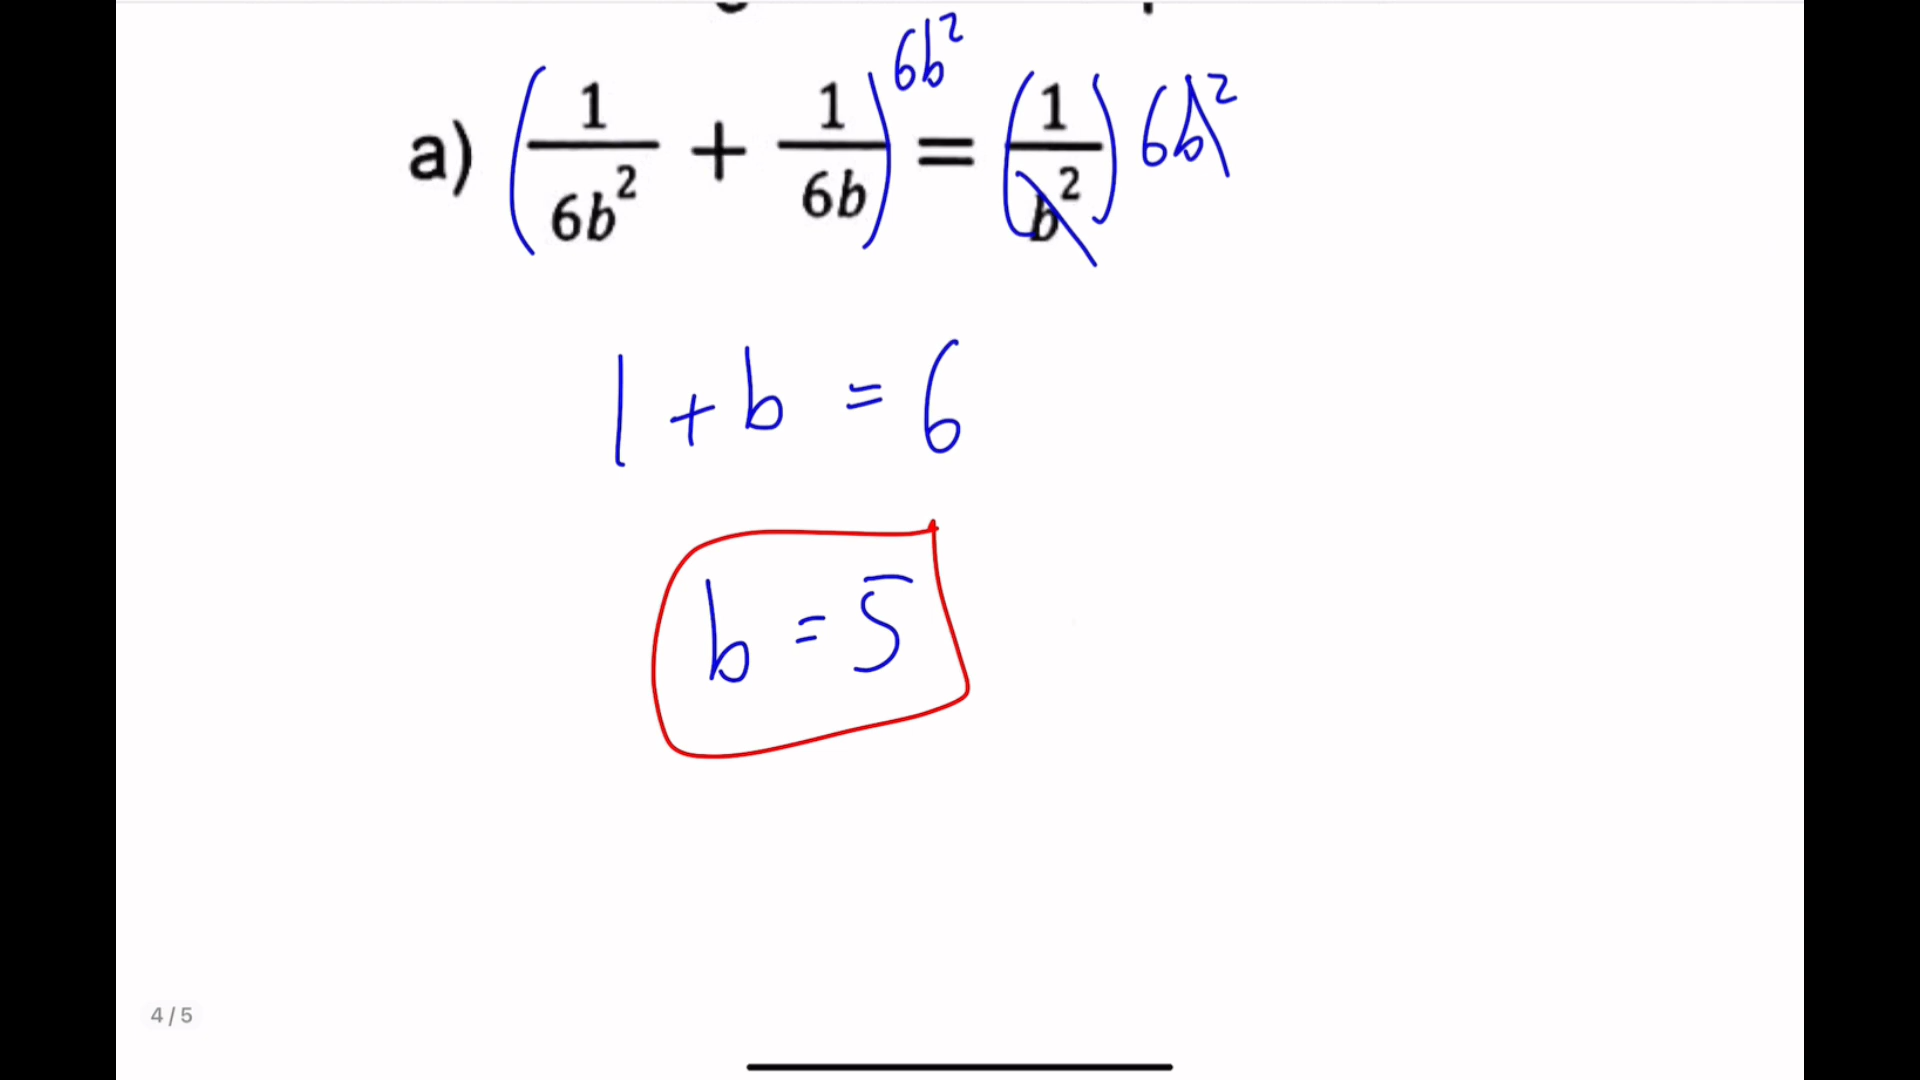 a) (1/6b² + 1/6b) 6b² = (1/b²) 6b²
1 + b = 6
b = 5
4 / 5